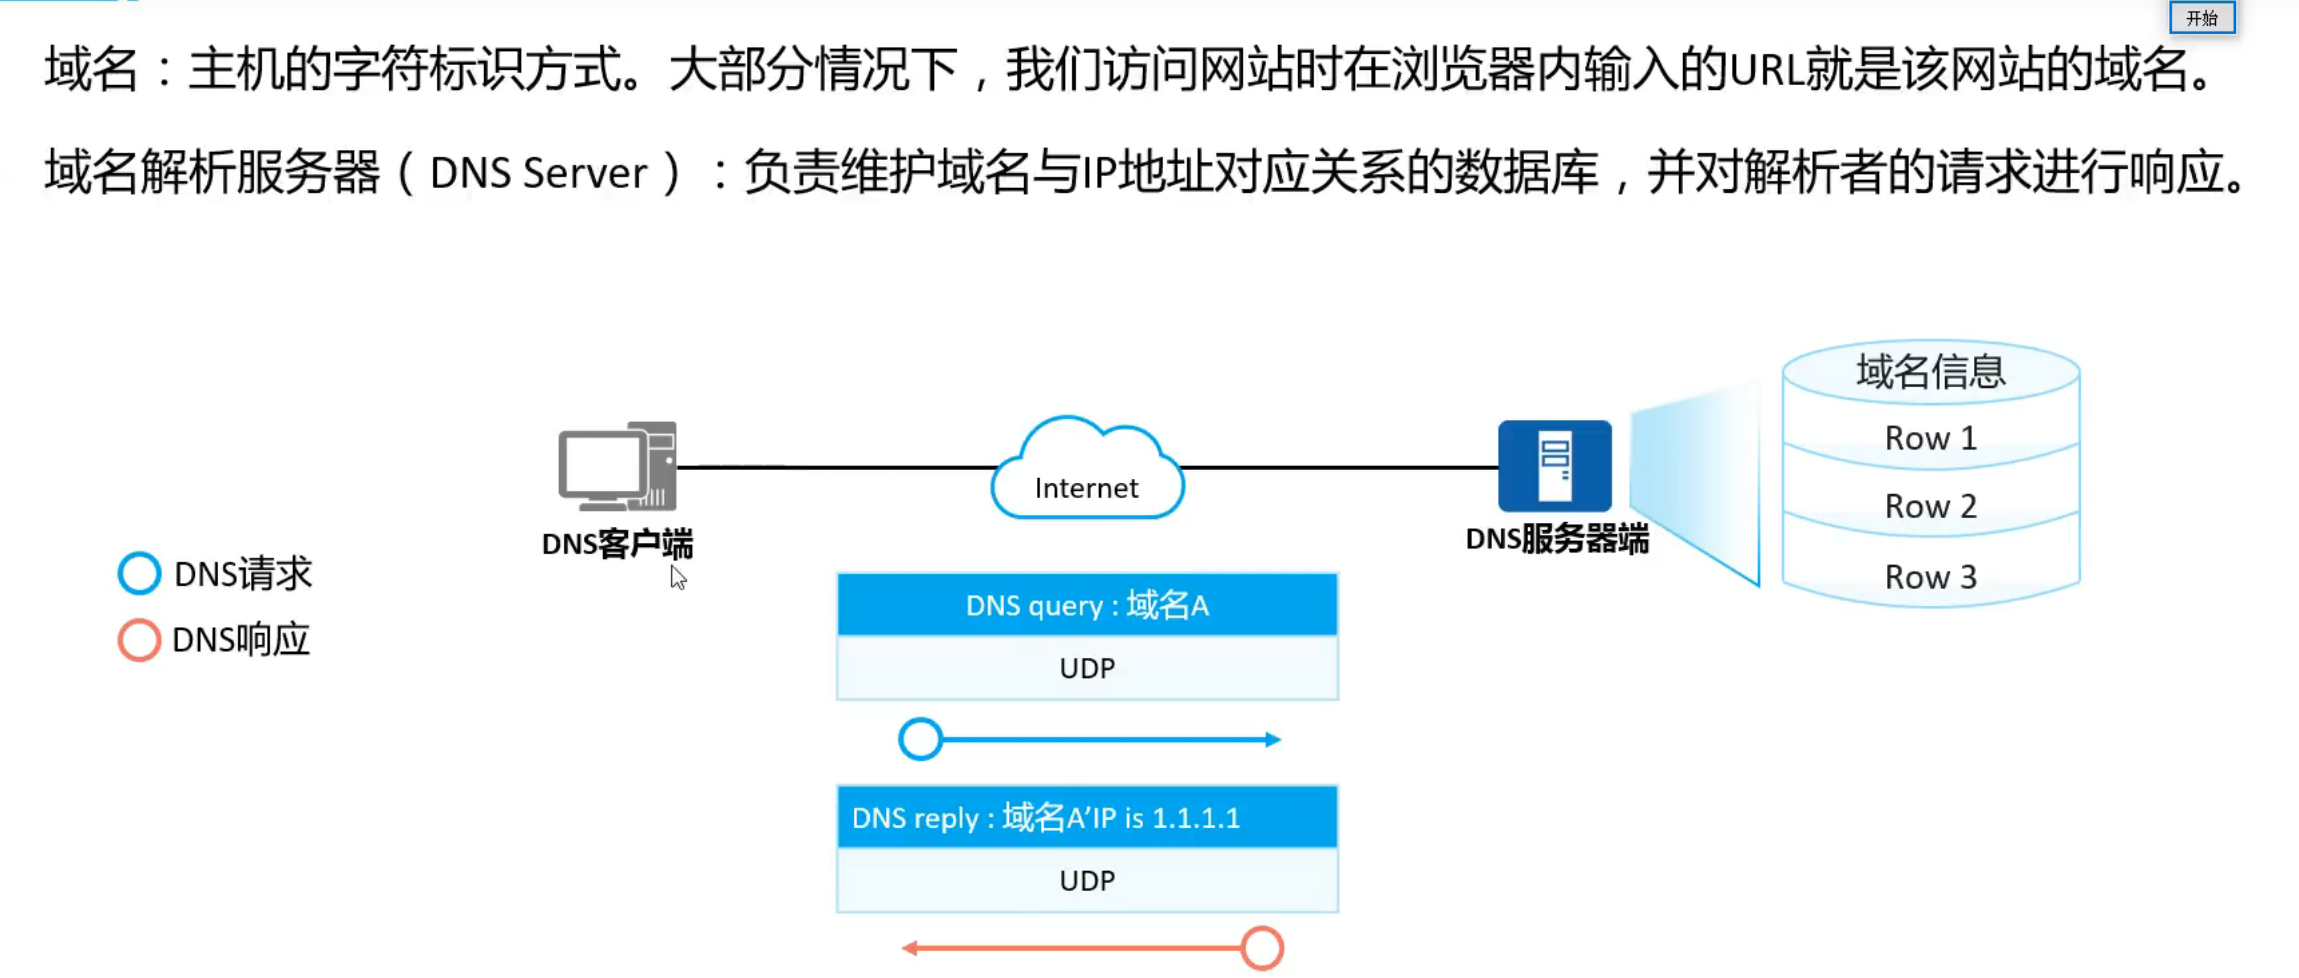 开始
域名：主机的字符标识方式。大部分情况下，我们访问网站时在浏览器内输入的URL就是该网站的域名。
域名解析服务器（DNS Server）：负责维护域名与IP地址对应关系的数据库，并对解析者的请求进行响应。
域名信息
Row 1
Row 2
Row 3
Internet
DNS客户端
DNS服务器端
DNS请求
DNS响应
DNS query : 域名A
UDP
DNS reply : 域名A’IP is 1.1.1.1
UDP